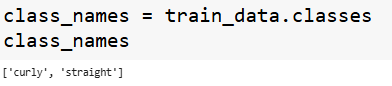 class_names = train_data.classes
class_names
['curly', 'straight']